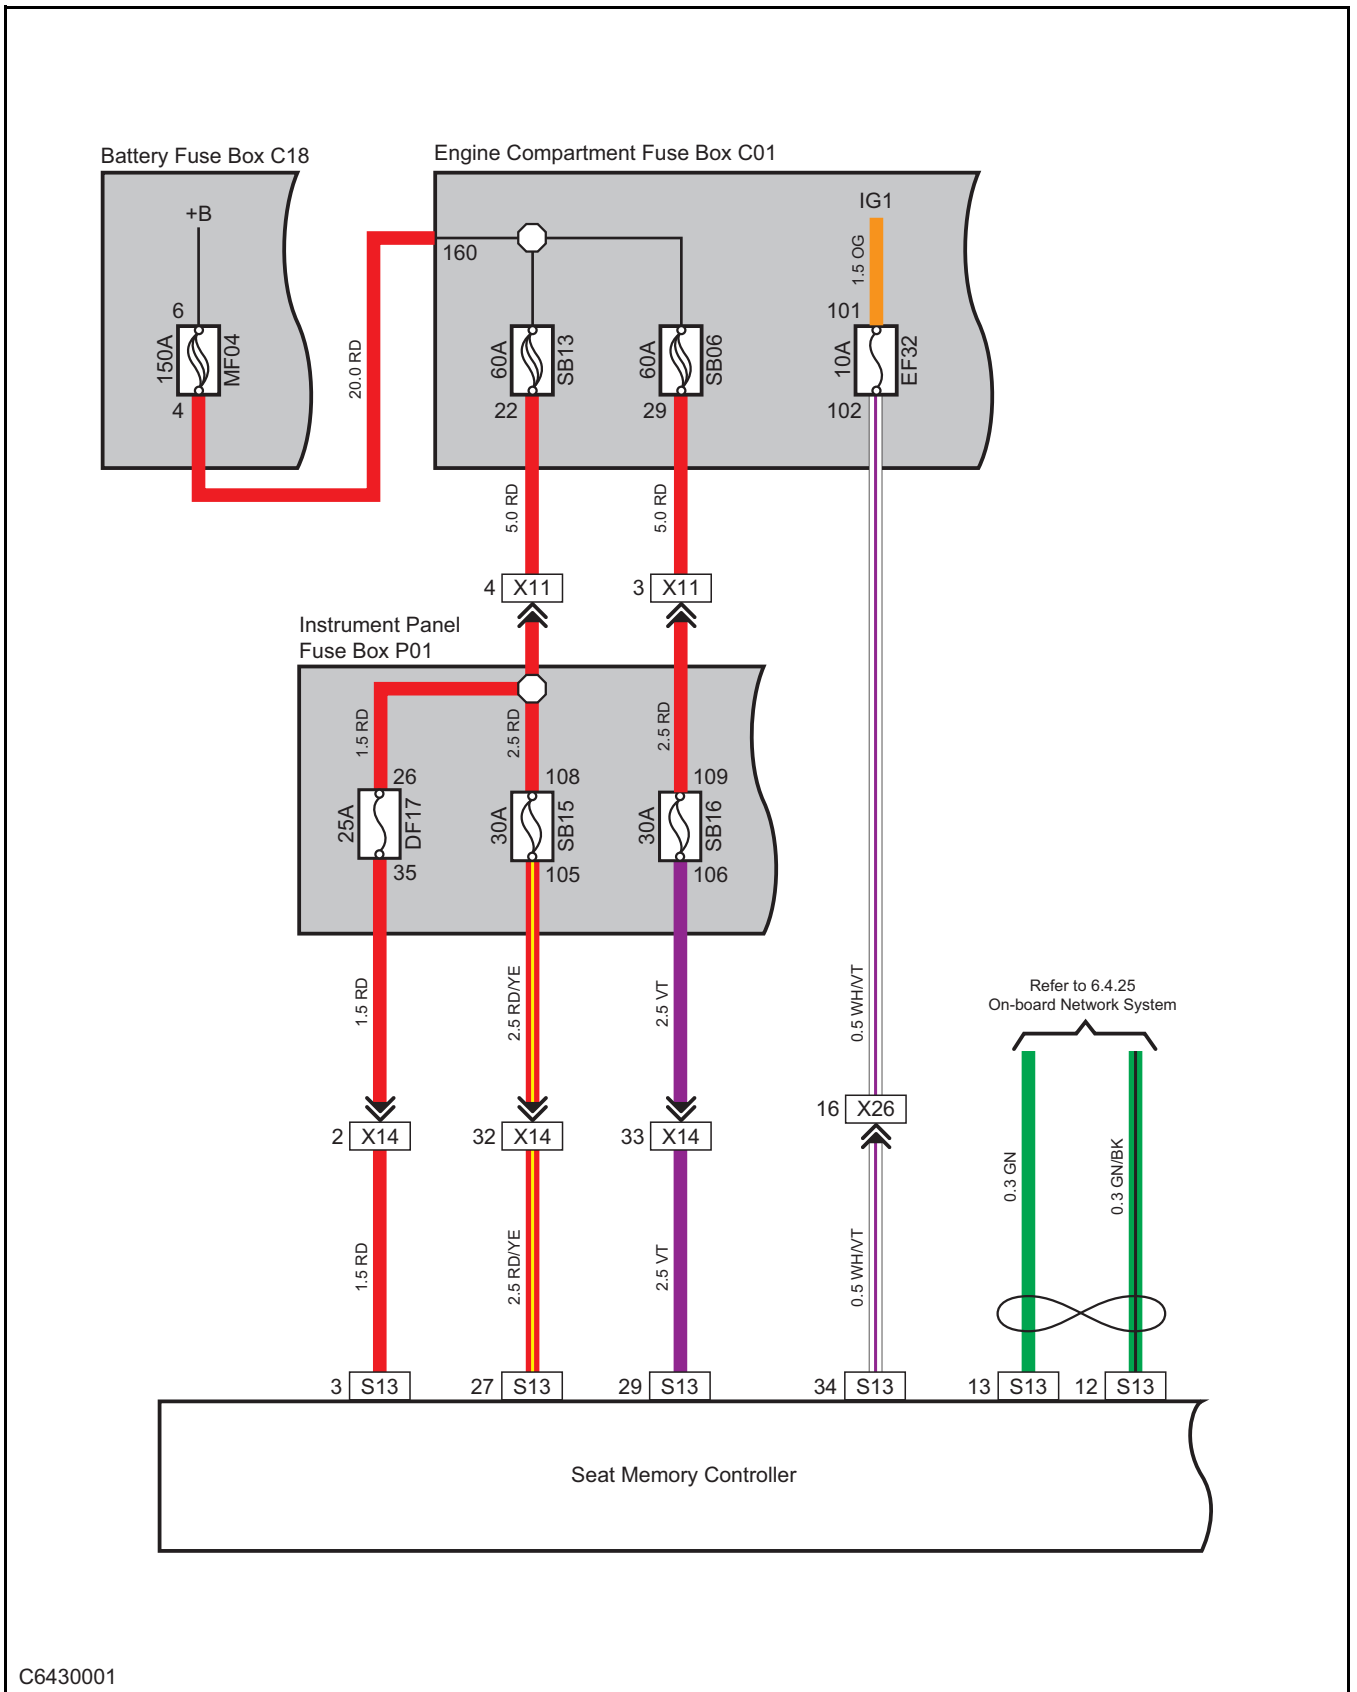 Battery Fuse Box C18
Engine Compartment Fuse Box C01
+B
IG1
160
1.5 OG
6
101
150A
MF04
20.0 RD
60A
SB13
60A
SB06
10A
EF32
4
22
29
102
5.0 RD
5.0 RD
4 X11
3 X11
Instrument Panel
Fuse Box P01
1.5 RD
2.5 RD
2.5 RD
26
108
109
25A
DF17
30A
SB15
30A
SB16
35
105
106
1.5 RD
2.5 RD/YE
2.5 VT
0.5 WH/VT
Refer to 6.4.25
On-board Network System
16 X26
2 X14
32 X14
33 X14
0.3 GN
0.3 GN/BK
1.5 RD
2.5 RD/YE
2.5 VT
0.5 WH/VT
3 S13
27 S13
29 S13
34 S13
13 S13
12 S13
Seat Memory Controller
C6430001